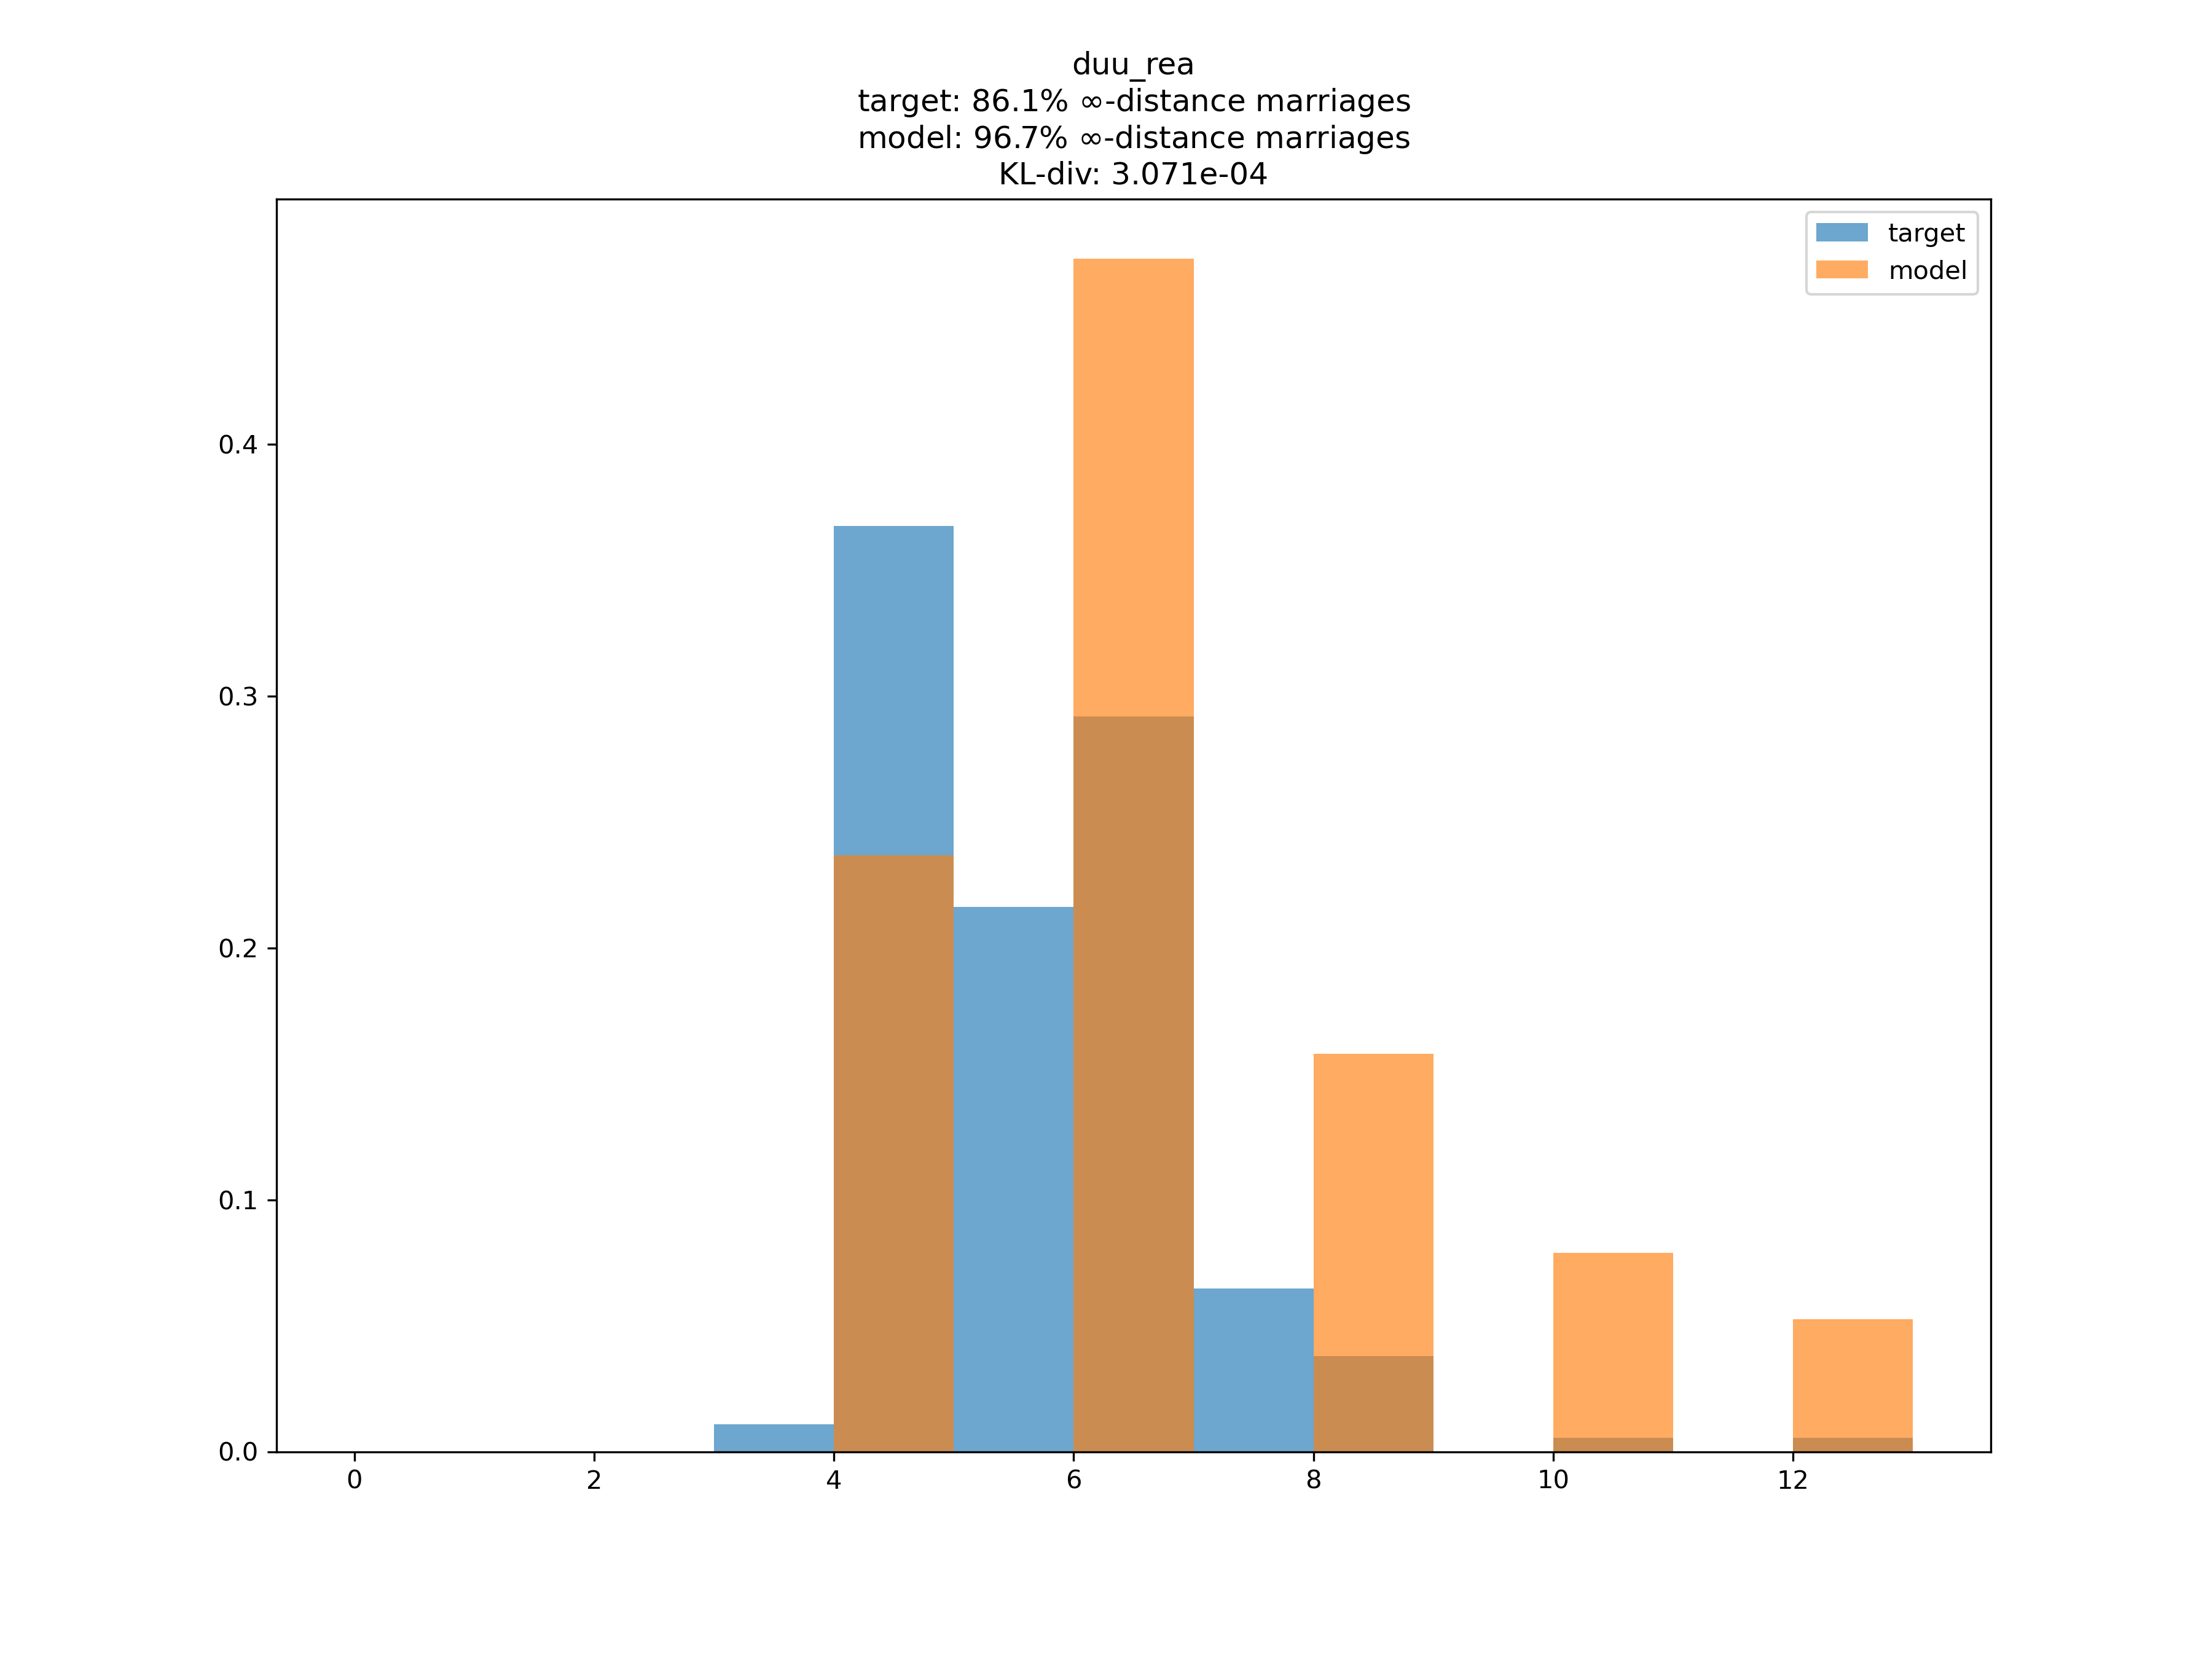 duu_rea
target: 86.1% ∞-distance marriages
model: 96.7% ∞-distance marriages
KL-div: 3.071e-04
target
model
0.4
0.3
0.2
0.1
0.0
0 2 4 6 8 10 12